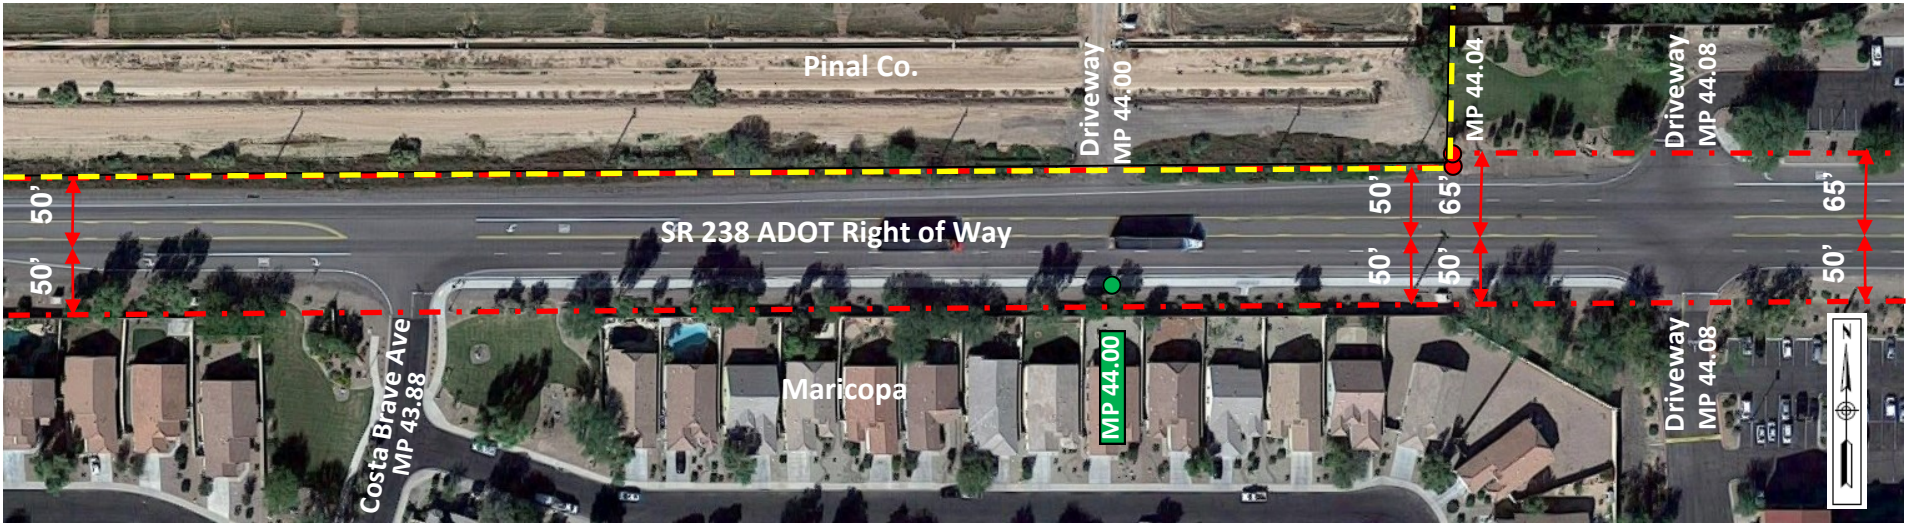 Pinal Co.
Driveway
MP 44.00
MP 44.04
Driveway
MP 44.08
50'
50'
SR 238 ADOT Right of Way
50'
65'
50'
50'
65'
50'
Costa Brave Ave
MP 43.88
Maricopa
MP 44.00
Driveway
MP 44.08
N